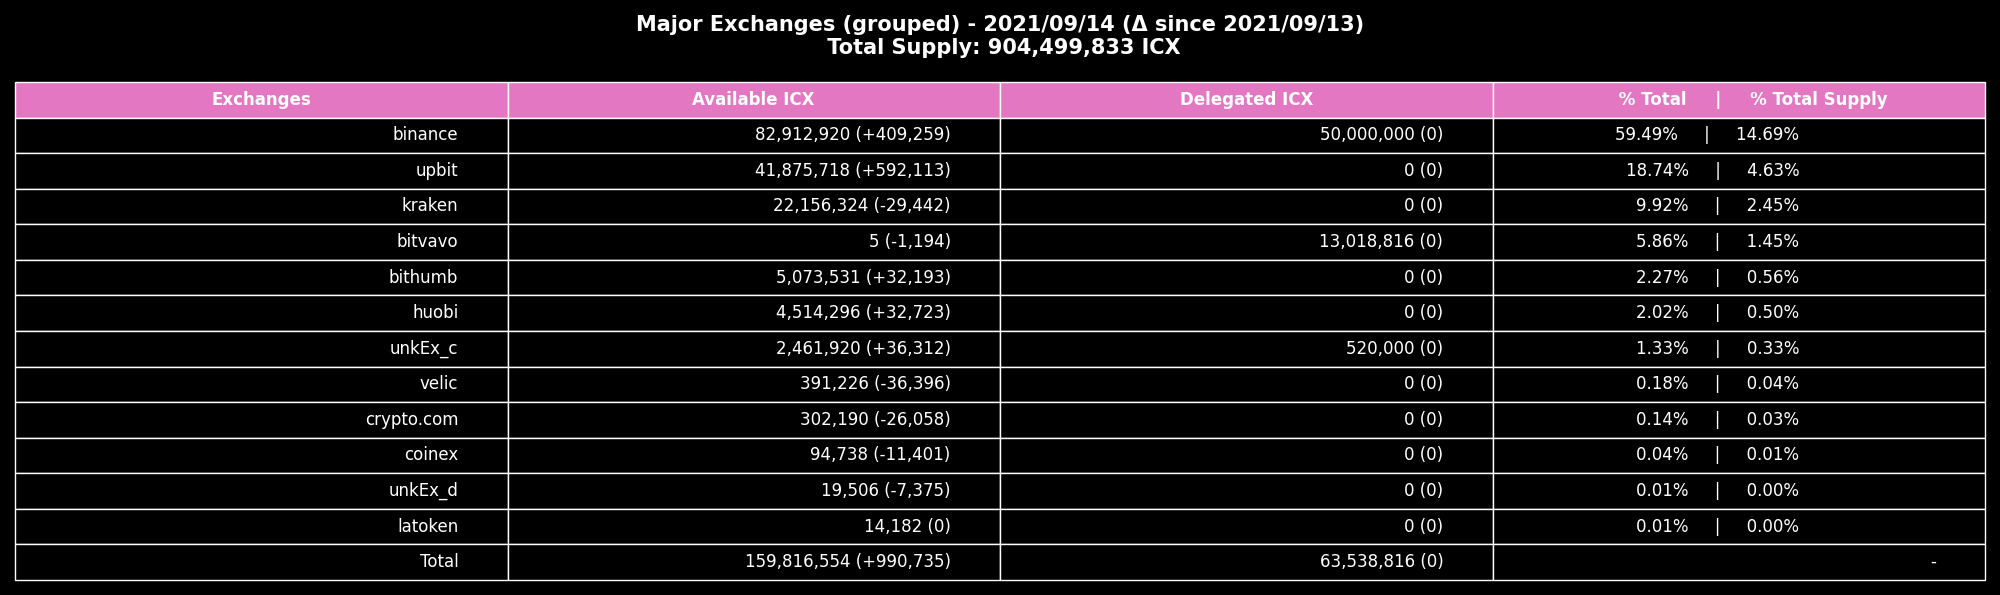 Major Exchanges (grouped) - 2021/09/14 (Δ since 2021/09/13)
Total Supply: 904,499,833 ICX
Exchanges Available ICX Delegated ICX % Total | % Total Supply
binance 82,912,920 (+409,259) 50,000,000 (0) 59.49% | 14.69%
upbit 41,875,718 (+592,113) 0 (0) 18.74% | 4.63%
kraken 22,156,324 (-29,442) 0 (0) 9.92% | 2.45%
bitvavo 5 (-1,194) 13,018,816 (0) 5.86% | 1.45%
bithumb 5,073,531 (+32,193) 0 (0) 2.27% | 0.56%
huobi 4,514,296 (+32,723) 0 (0) 2.02% | 0.50%
unkEx_c 2,461,920 (+36,312) 520,000 (0) 1.33% | 0.33%
velic 391,226 (-36,396) 0 (0) 0.18% | 0.04%
crypto.com 302,190 (-26,058) 0 (0) 0.14% | 0.03%
coinex 94,738 (-11,401) 0 (0) 0.04% | 0.01%
unkEx_d 19,506 (-7,375) 0 (0) 0.01% | 0.00%
latoken 14,182 (0) 0 (0) 0.01% | 0.00%
Total 159,816,554 (+990,735) 63,538,816 (0) -